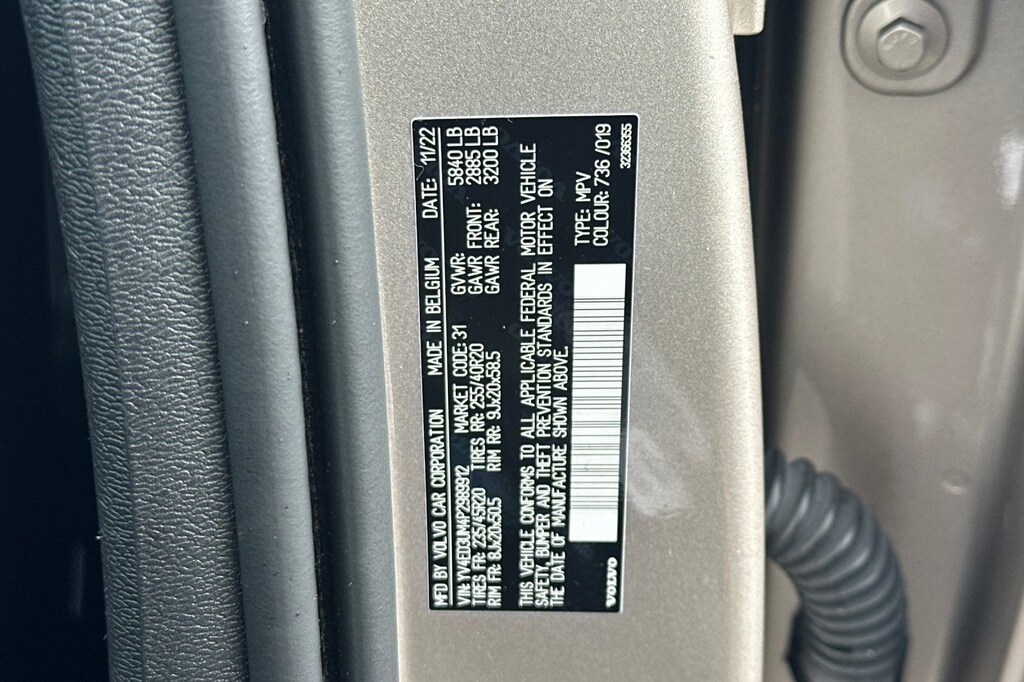 MFD BY VOLVO CAR CORPORATION MADE IN BELGIUM DATE: 11/22
VIN: YV4ED3UM4P2989812 MARKET CODE: 31 GVWR: 5840 LB
TIRES FR: 235/45R20 TIRES RR: 255/40R20 GAWR FRONT: 2885 LB
RIM FR: 8Jx20x50.5 RIM RR: 9Jx20x58.5 GAWR REAR: 3200 LB
THIS VEHICLE CONFORMS TO ALL APPLICABLE FEDERAL MOTOR VEHICLE
SAFETY, BUMPER AND THEFT PREVENTION STANDARDS IN EFFECT ON
THE DATE OF MANUFACTURE SHOWN ABOVE.
TYPE: MPV
COLOUR: 736 /019
VOLVO 32366355